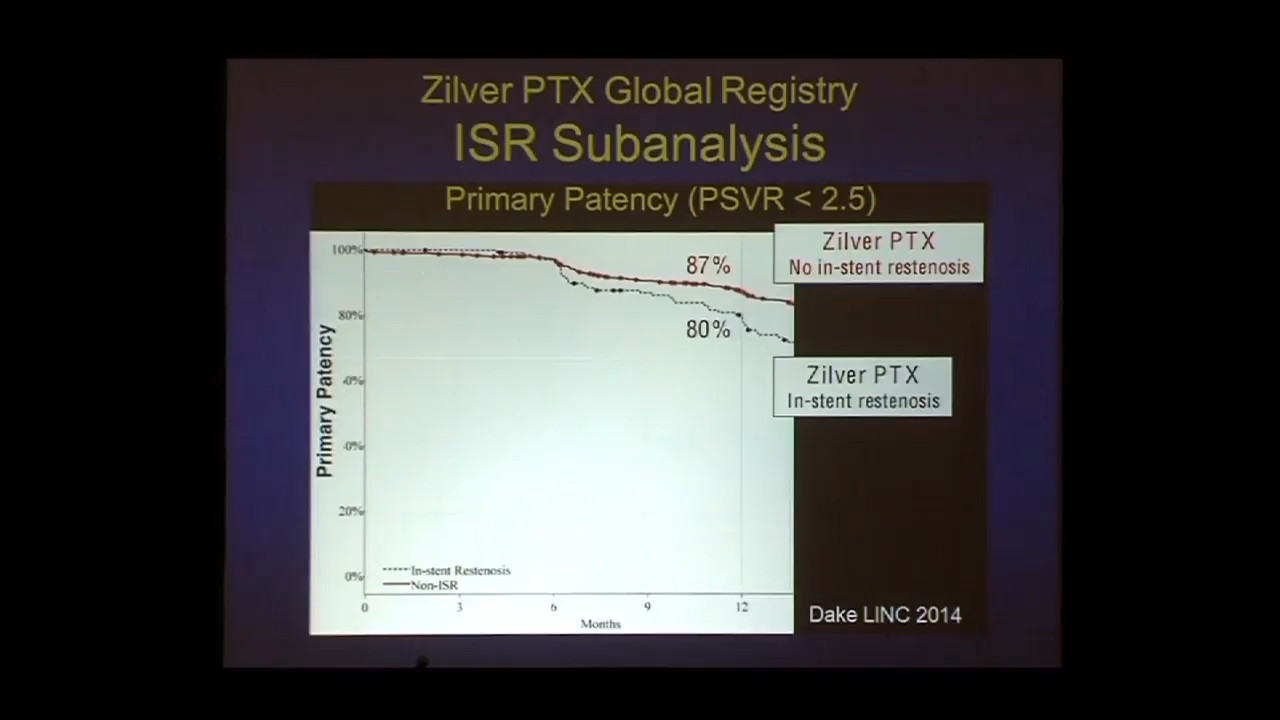 Zilver PTX Global Registry
ISR Subanalysis
Primary Patency (PSVR < 2.5)
Zilver PTX
No in-stent restenosis
87%
80%
Zilver PTX
In-stent restenosis
Primary Patency
100%
80%
0%
0%
20%
0%
In-stent Restenosis
Non-ISR
0 3 6 9 12
Months
Dake LINC 2014